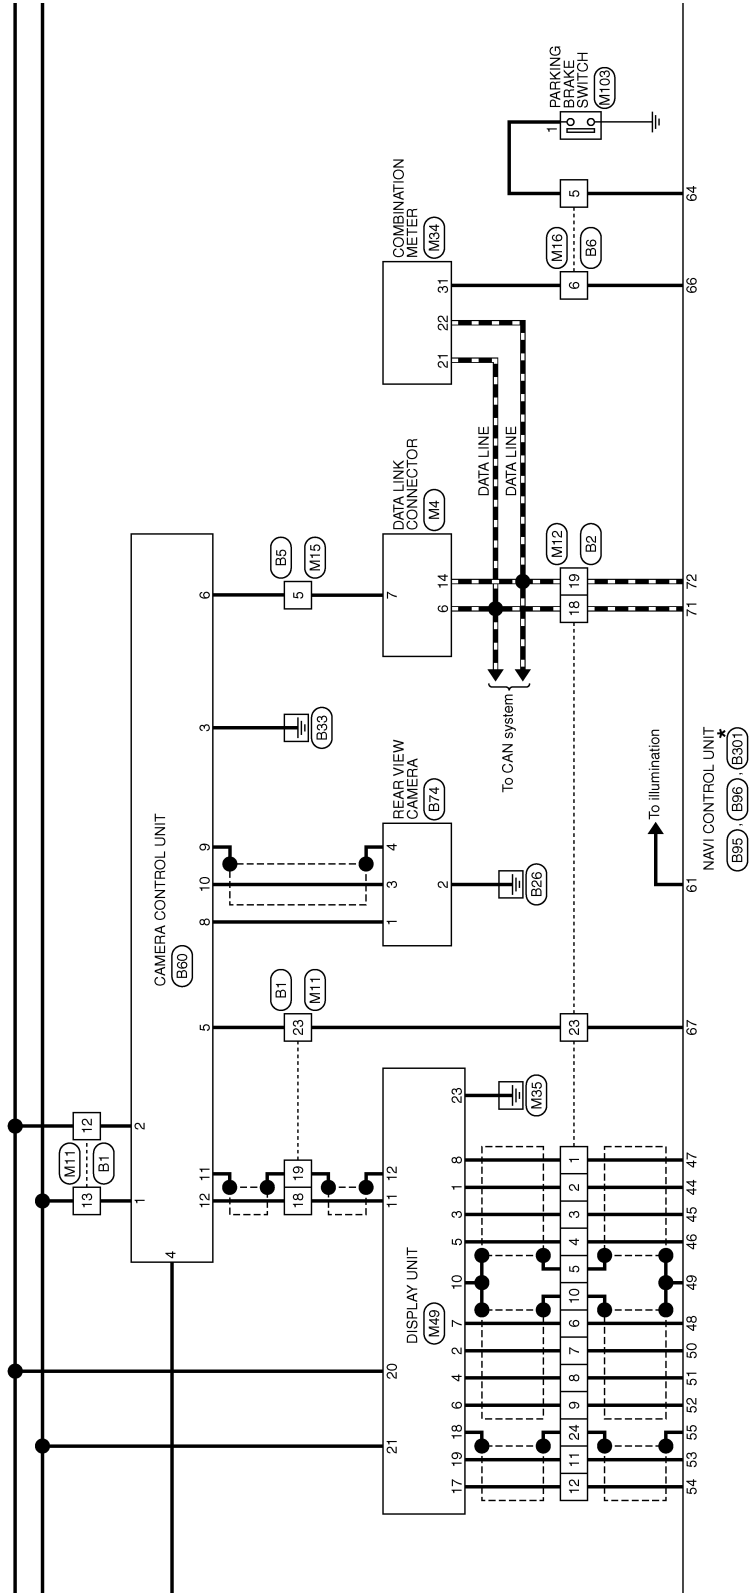 M11
13 12
B1
1 2
CAMERA CONTROL UNIT
4
B60
12 11 5 8 10 9 3 6
B1 B5
18 19 23 5
M11 M15
B33
21 20 11 12 1 3 4 7
DISPLAY UNIT
M49
REAR VIEW
CAMERA
B74
DATA LINK
CONNECTOR
M4
COMBINATION
METER
M34
2 6 14 21 22 31
17 19 18 6 4 2 7 10 5 3 1 8 23
DATA LINE
DATA LINE
To CAN system
M35 B26
M12 M16
B2 B6
PARKING
BRAKE
SWITCH
M103
1
12 11 24 9 8 7 6 10 5 4 3 2 1 23 18 19 6 5
To illumination
54 53 55 52 51 50 48 49 46 45 44 47 67 61 71 72 66 64
NAVI CONTROL UNIT
B95 , B96 , B301 *